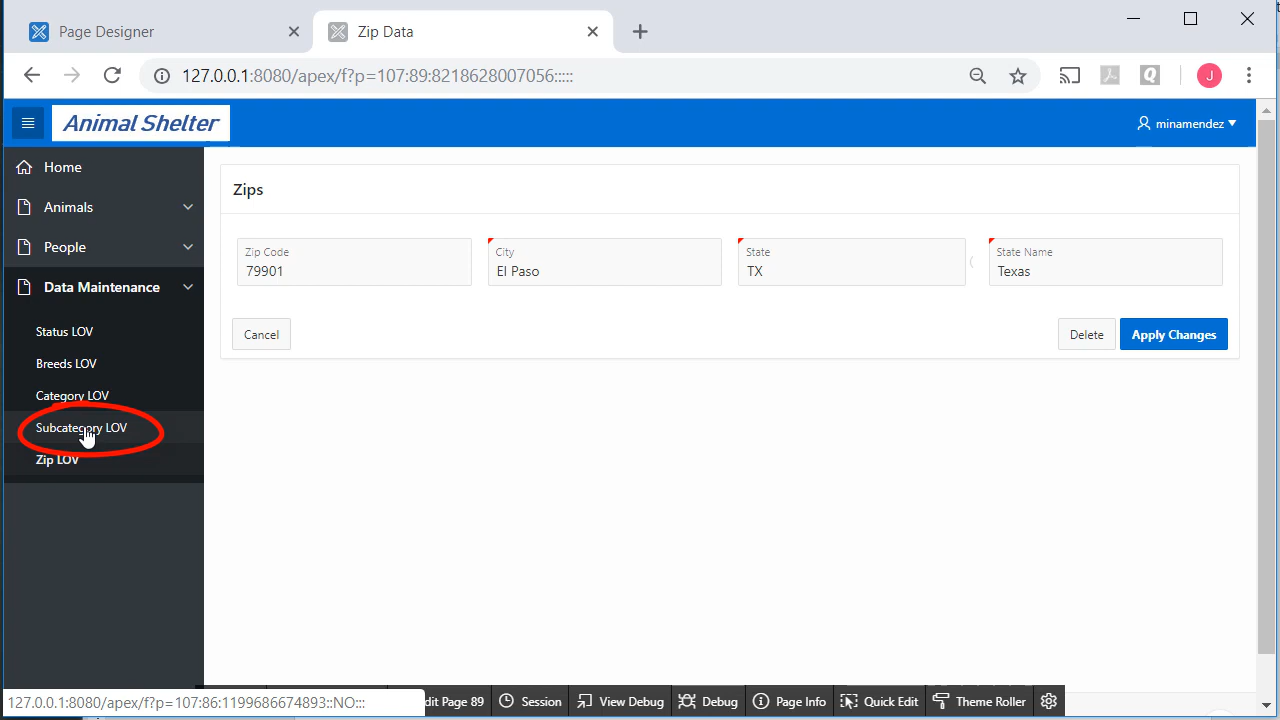 Page Designer
Zip Data
127.0.0.1:8080/apex/f?p=107:89:8218628007056:::::
Q
J
Animal Shelter
minamendez
Home
Animals
People
Data Maintenance
Status LOV
Breeds LOV
Category LOV
Subcategory LOV
Zip LOV
Zips
Zip Code
79901
City
El Paso
State
TX
State Name
Texas
Cancel
Delete
Apply Changes
127.0.0.1:8080/apex/f?p=107:86:1199686674893::NO:::
dit Page 89
Session
View Debug
Debug
Page Info
Quick Edit
Theme Roller